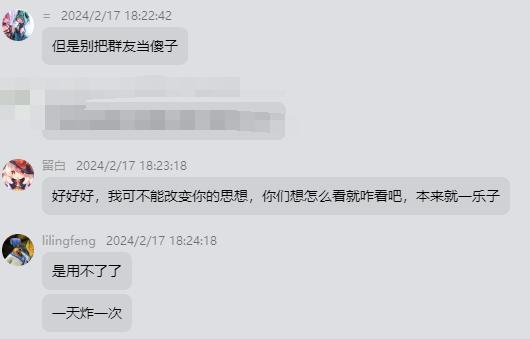 = 2024/2/17 18:22:42
但是别把群友当傻子
留白 2024/2/17 18:23:18
好好好，我可不能改变你的思想，你们想怎么看就咋看吧，本来就一乐子
lilingfeng 2024/2/17 18:24:18
是用不了了
一天炸一次